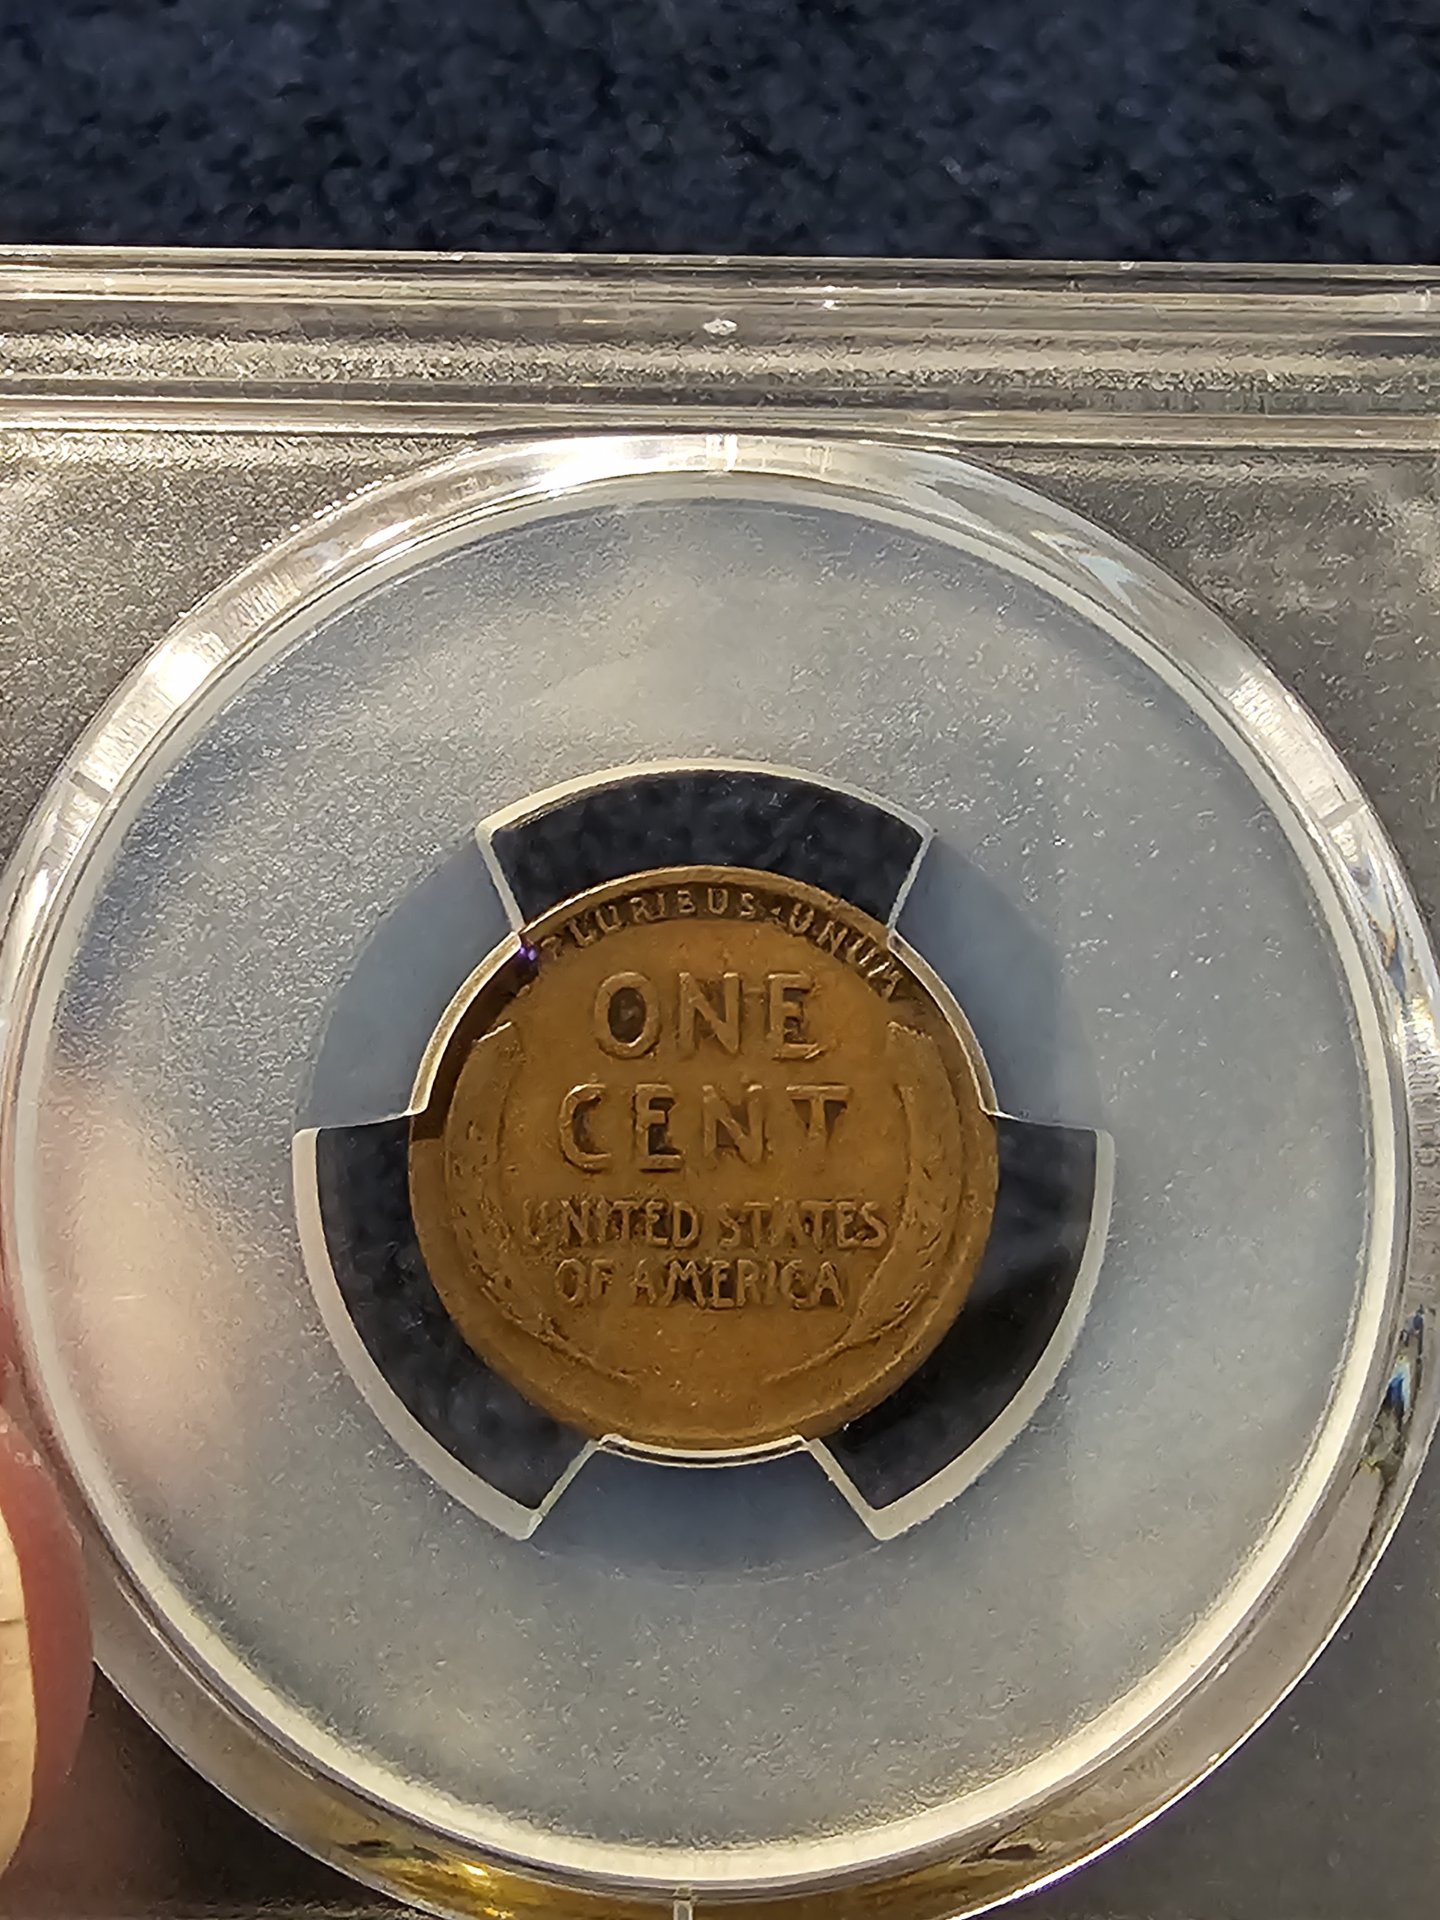 PLURIBUS·UNUM
ONE
CENT
UNITED STATES
OF AMERICA